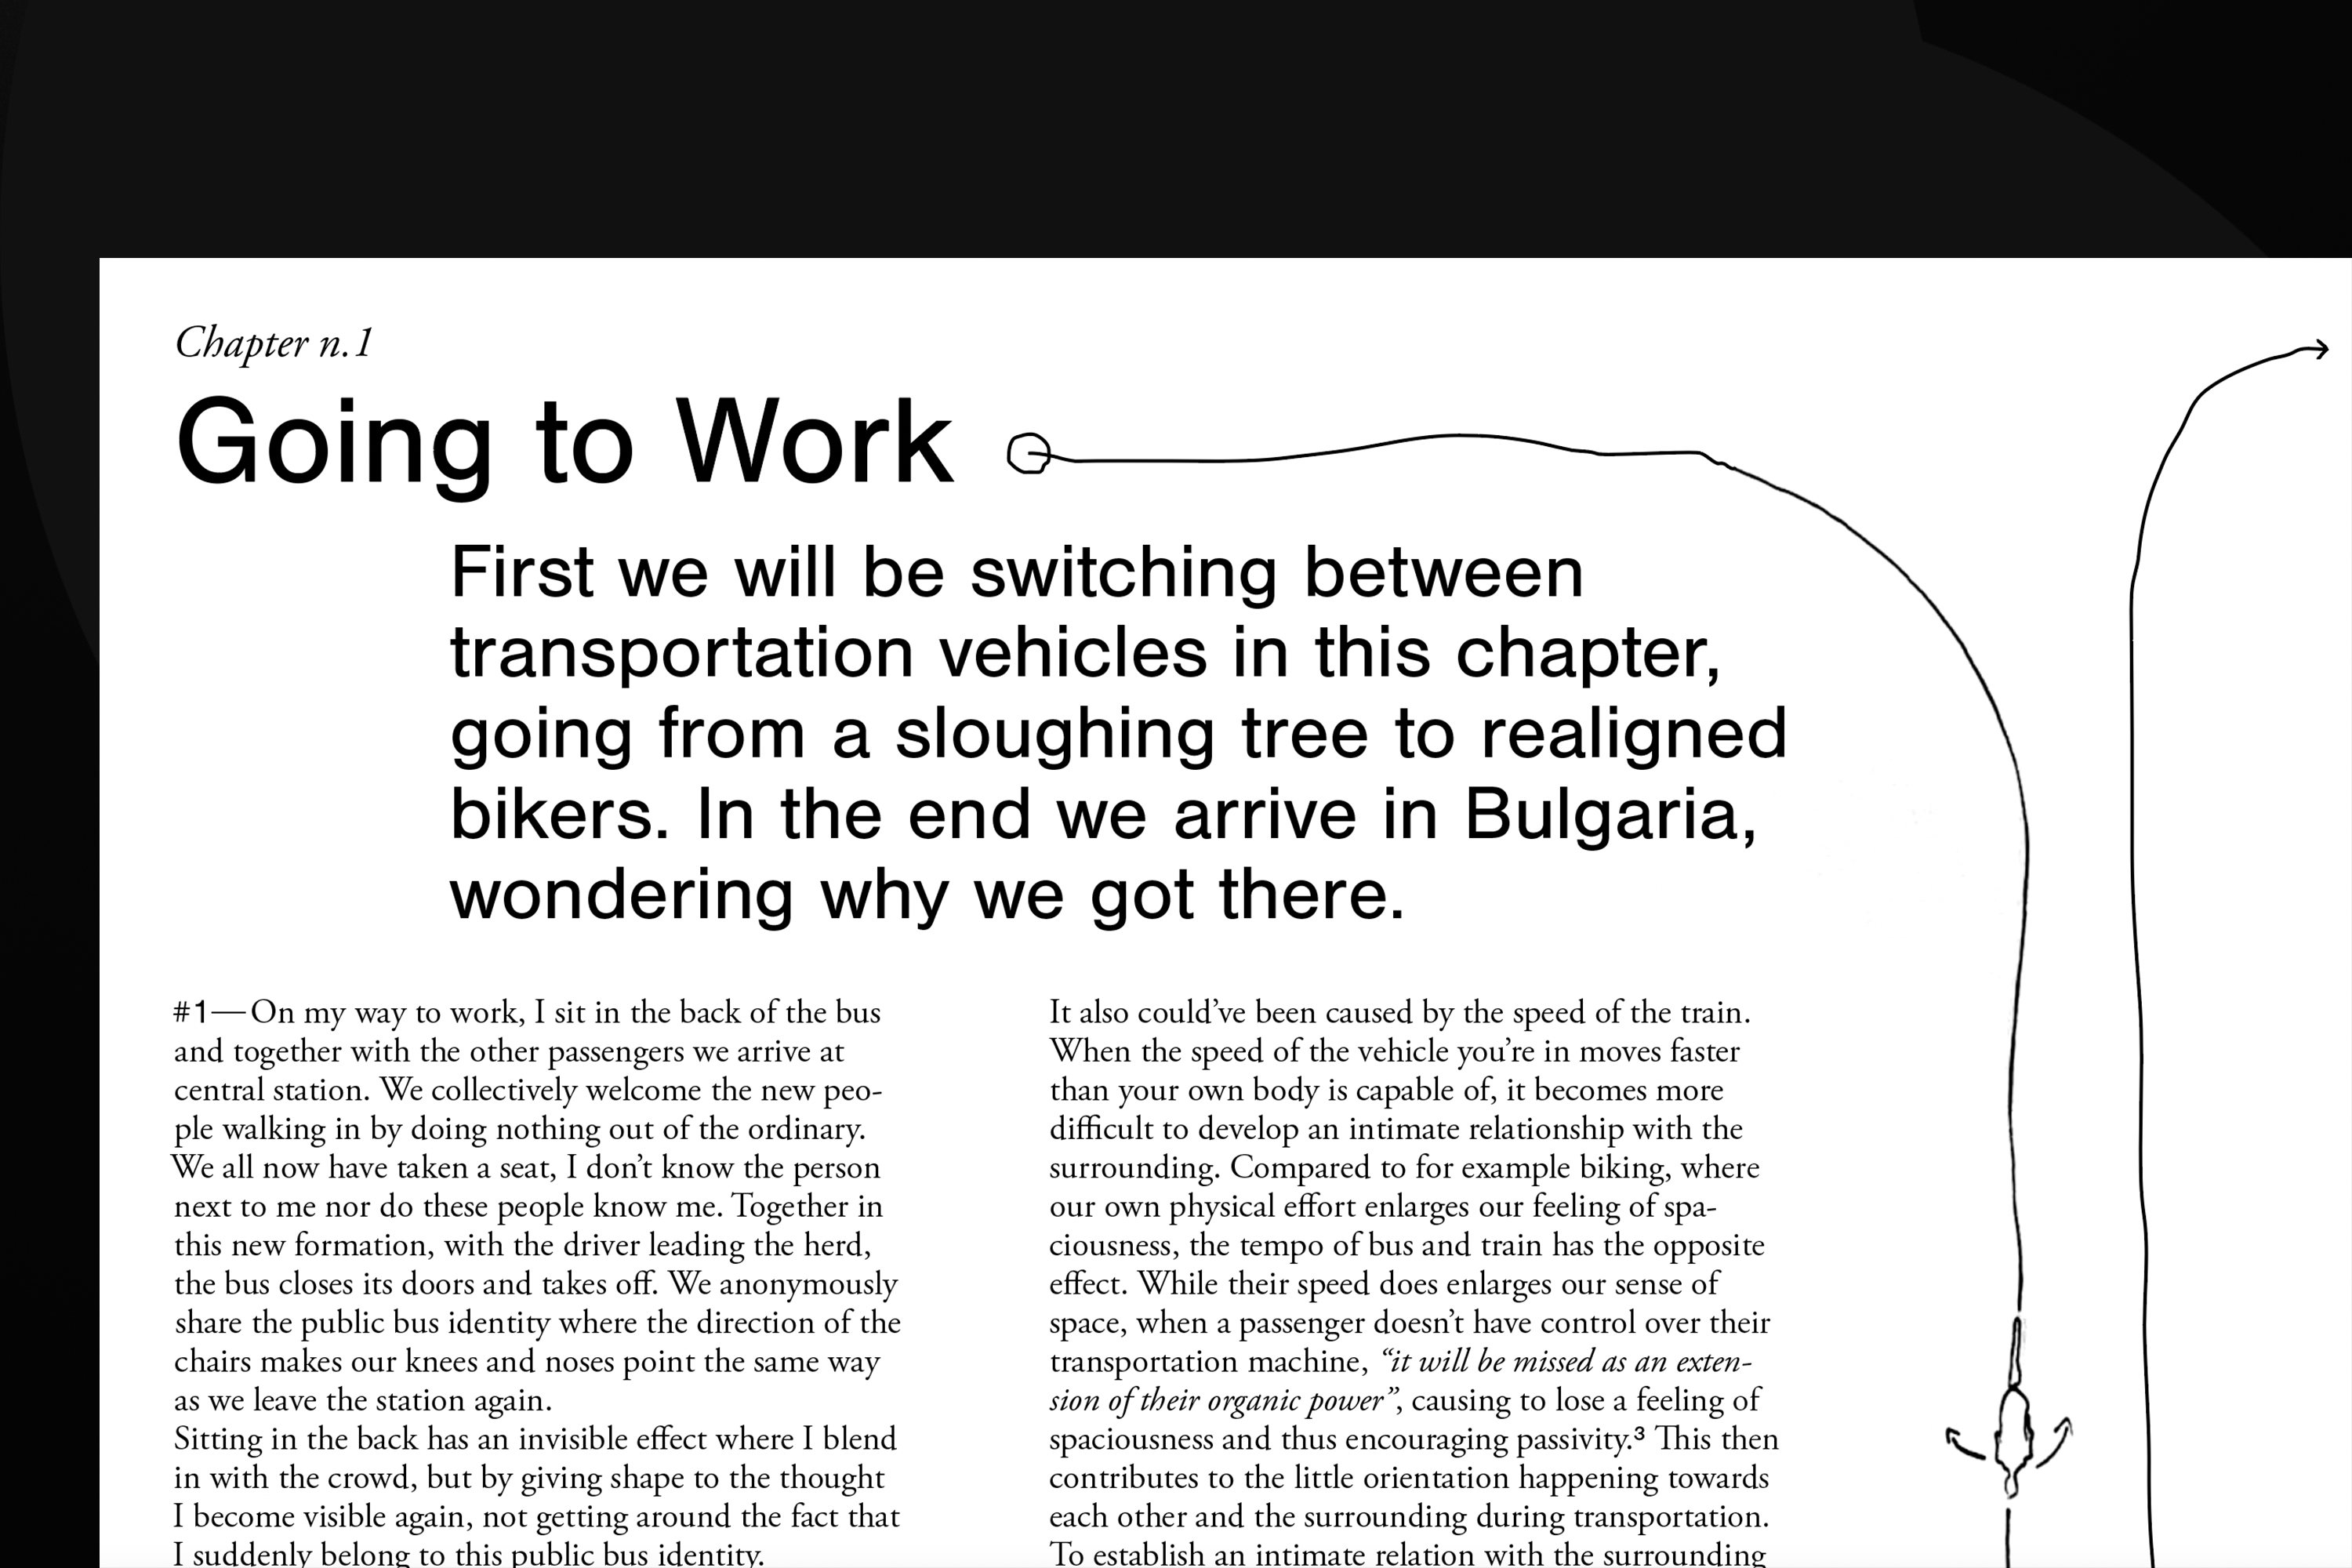 Chapter n.1
Going to Work
First we will be switching between
transportation vehicles in this chapter,
going from a sloughing tree to realigned
bikers. In the end we arrive in Bulgaria,
wondering why we got there.
#1—On my way to work, I sit in the back of the bus
and together with the other passengers we arrive at
central station. We collectively welcome the new peo-
ple walking in by doing nothing out of the ordinary.
We all now have taken a seat, I don’t know the person
next to me nor do these people know me. Together in
this new formation, with the driver leading the herd,
the bus closes its doors and takes off. We anonymously
share the public bus identity where the direction of the
chairs makes our knees and noses point the same way
as we leave the station again.
Sitting in the back has an invisible effect where I blend
in with the crowd, but by giving shape to the thought
I become visible again, not getting around the fact that
I suddenly belong to this public bus identity.
It also could’ve been caused by the speed of the train.
When the speed of the vehicle you’re in moves faster
than your own body is capable of, it becomes more
difficult to develop an intimate relationship with the
surrounding. Compared to for example biking, where
our own physical effort enlarges our feeling of spa-
ciousness, the tempo of bus and train has the opposite
effect. While their speed does enlarges our sense of
space, when a passenger doesn’t have control over their
transportation machine, “it will be missed as an exten-
sion of their organic power”, causing to lose a feeling of
spaciousness and thus encouraging passivity.³ This then
contributes to the little orientation happening towards
each other and the surrounding during transportation.
To establish an intimate relation with the surrounding